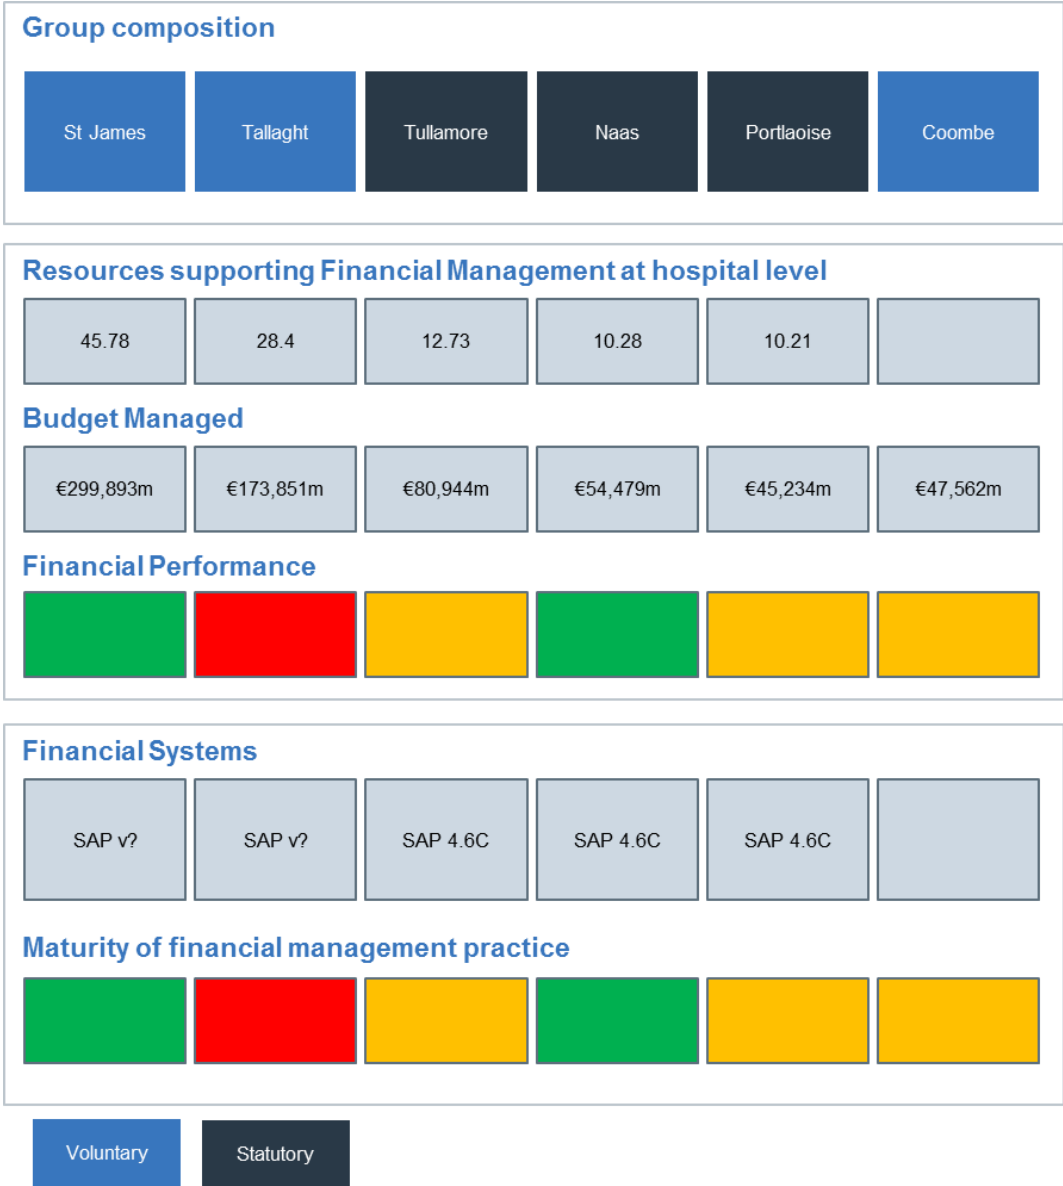 Group composition
St James Tallaght Tullamore Naas Portlaoise Coombe
Resources supporting Financial Management at hospital level
45.78 28.4 12.73 10.28 10.21
Budget Managed
€299,893m €173,851m €80,944m €54,479m €45,234m €47,562m
Financial Performance
Financial Systems
SAP v? SAP v? SAP 4.6C SAP 4.6C SAP 4.6C
Maturity of financial management practice
Voluntary Statutory